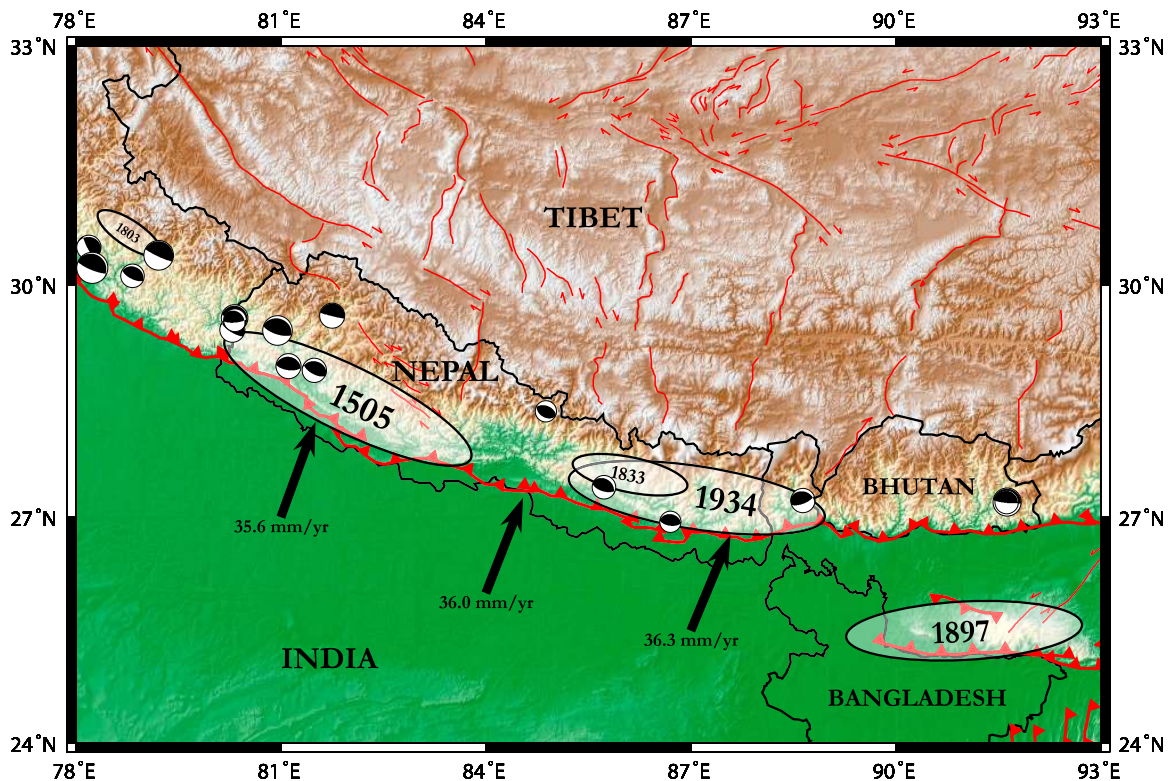 78˚E 81˚E 84˚E 87˚E 90˚E 93˚E
33˚N 33˚N
1803
TIBET
30˚N 30˚N
NEPAL
1505
1833
1934
BHUTAN
27˚N 27˚N
35.6 mm/yr
36.0 mm/yr
36.3 mm/yr
1897
INDIA
BANGLADESH
24˚N 24˚N
78˚E 81˚E 84˚E 87˚E 90˚E 93˚E